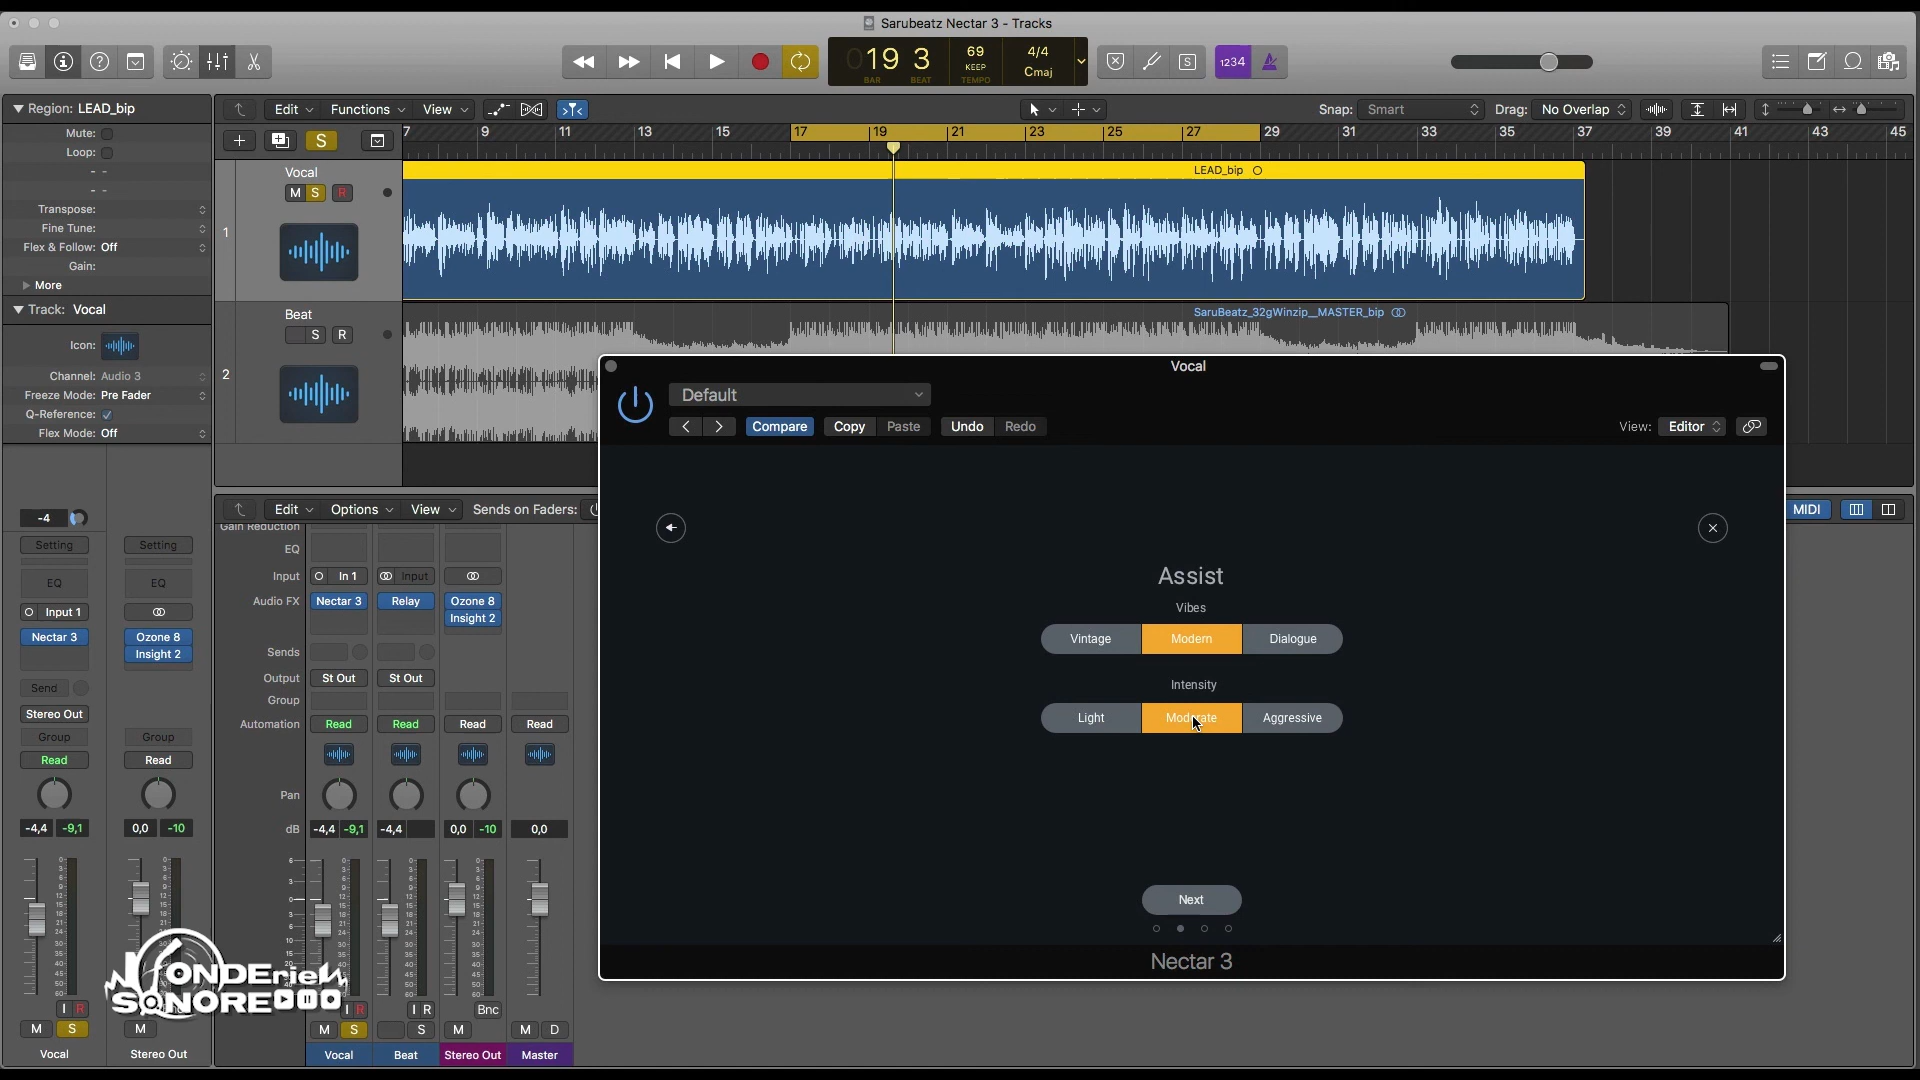 Sarubeatz Nectar 3 - Tracks
19 3
BAR BEAT
69
KEEP
TEMPO
4/4
Cmaj
S
1234
Region: LEAD_bip
Mute:
Loop:
- -
- -
Transpose:
Fine Tune:
Flex & Follow: Off
Gain:
More
Track: Vocal
Icon:
Channel: Audio 3
Freeze Mode: Pre Fader
Q-Reference:
Flex Mode: Off
Edit Functions View
Snap: Smart Drag: No Overlap
S
7 9 11 13 15 17 19 21 23 25 27 29 31 33 35 37 39 41 43 45
1
Vocal
M S R
LEAD_bip
2
Beat
S R
SaruBeatz_32gWinzip_MASTER_bip
Vocal
Default
Compare Copy Paste Undo Redo
View: Editor
Assist
Vibes
Vintage Modern Dialogue
Intensity
Light Moderate Aggressive
Next
Nectar 3
Edit Options View Sends on Faders:
MIDI
-4
Setting Setting
EQ EQ
Input 1
Nectar 3 Ozone 8
Insight 2
Send
Stereo Out
Group Group
Read Read
-4,4 -9,1 0,0 -10
I R
M S M
Vocal Stereo Out
Gain Reduction
EQ
Input In 1 Input
Audio FX Nectar 3 Relay Ozone 8
Insight 2
Sends
Output St Out St Out
Group
Automation Read Read Read Read
Pan
dB -4,4 -9,1 -4,4 0,0 -10 0,0
I R I R Bnc
M S S M M D
Vocal Beat Stereo Out Master
ONDErieN
SONORE